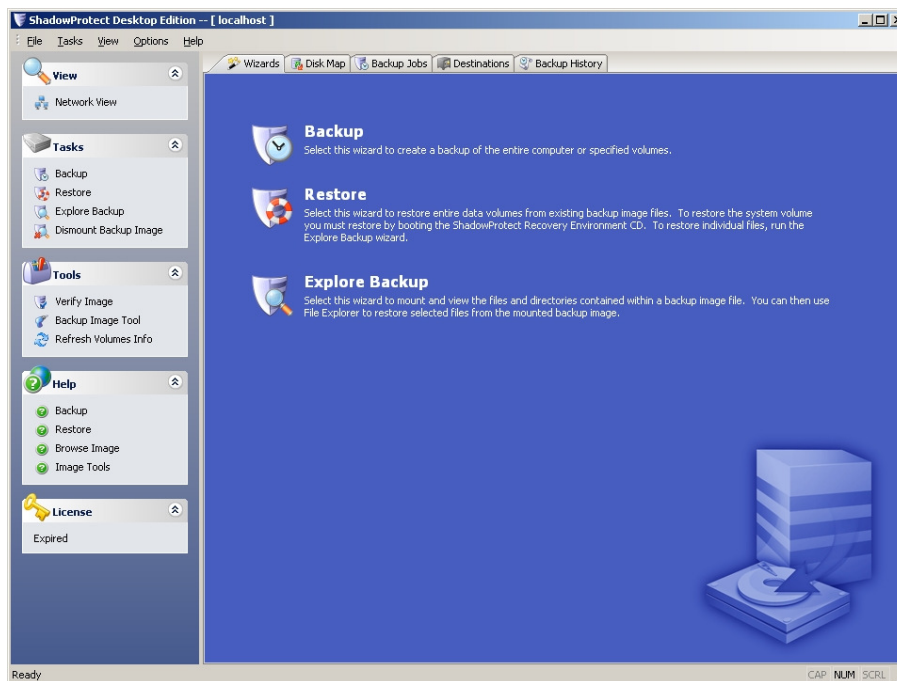 ShadowProtect Desktop Edition -- [ localhost ]
File Tasks View Options Help
View
Network View
Tasks
Backup
Restore
Explore Backup
Dismount Backup Image
Tools
Verify Image
Backup Image Tool
Refresh Volumes Info
Help
Backup
Restore
Browse Image
Image Tools
License
Expired
Wizards Disk Map Backup Jobs Destinations Backup History
Backup
Select this wizard to create a backup of the entire computer or specified volumes.
Restore
Select this wizard to restore entire data volumes from existing backup image files. To restore the system volume
you must restore by booting the ShadowProtect Recovery Environment CD. To restore individual files, run the
Explore Backup wizard.
Explore Backup
Select this wizard to mount and view the files and directories contained within a backup image file. You can then use
File Explorer to restore selected files from the mounted backup image.
Ready
CAP NUM SCRL